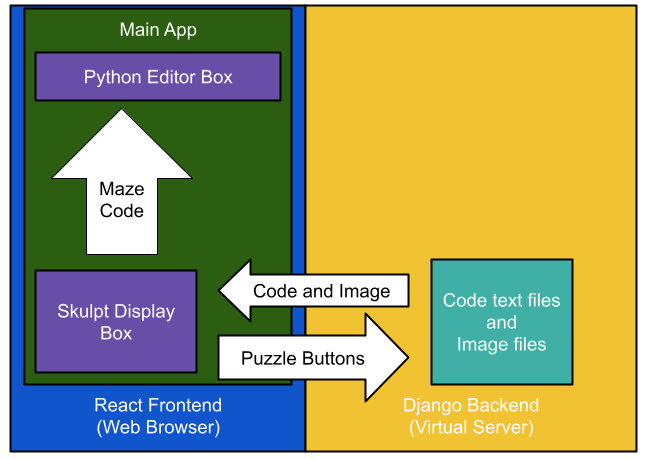 Main App
Python Editor Box
Maze
Code
Skulpt Display
Box
Code and Image
Puzzle Buttons
Code text files
and
Image files
React Frontend
(Web Browser)
Django Backend
(Virtual Server)